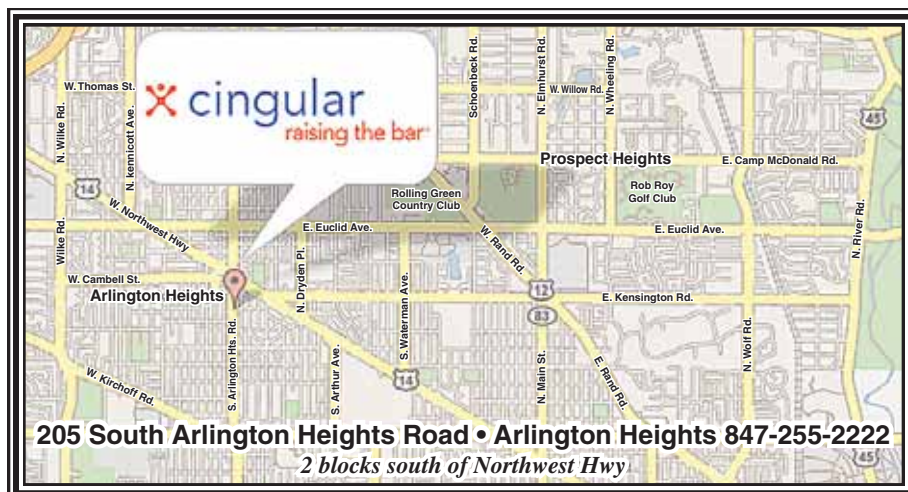 cingular
raising the bar
W. Thomas St.
N. Wilke Rd.
N. kennicott Ave.
Schoenbeck Rd.
N. Elmhurst Rd.
W. Willow Rd.
N. Wheeling Rd.
45
Prospect Heights
E. Camp McDonald Rd.
14
W. Northwest Hwy
Rolling Green
Country Club
Rob Roy
Golf Club
Wilke Rd.
E. Euclid Ave.
E. Euclid Ave.
W. Rand Rd.
N. River Rd.
W. Cambell St.
Arlington Heights
N. Dryden Pl.
12
E. Kensington Rd.
83
S. Arlington Hts. Rd.
S. Waterman Ave.
S. Arthur Ave.
14
N. Main St.
E. Rand Rd.
N. Wolf Rd.
W. Kirchoff Rd.
205 South Arlington Heights Road • Arlington Heights 847-255-2222
2 blocks south of Northwest Hwy
45